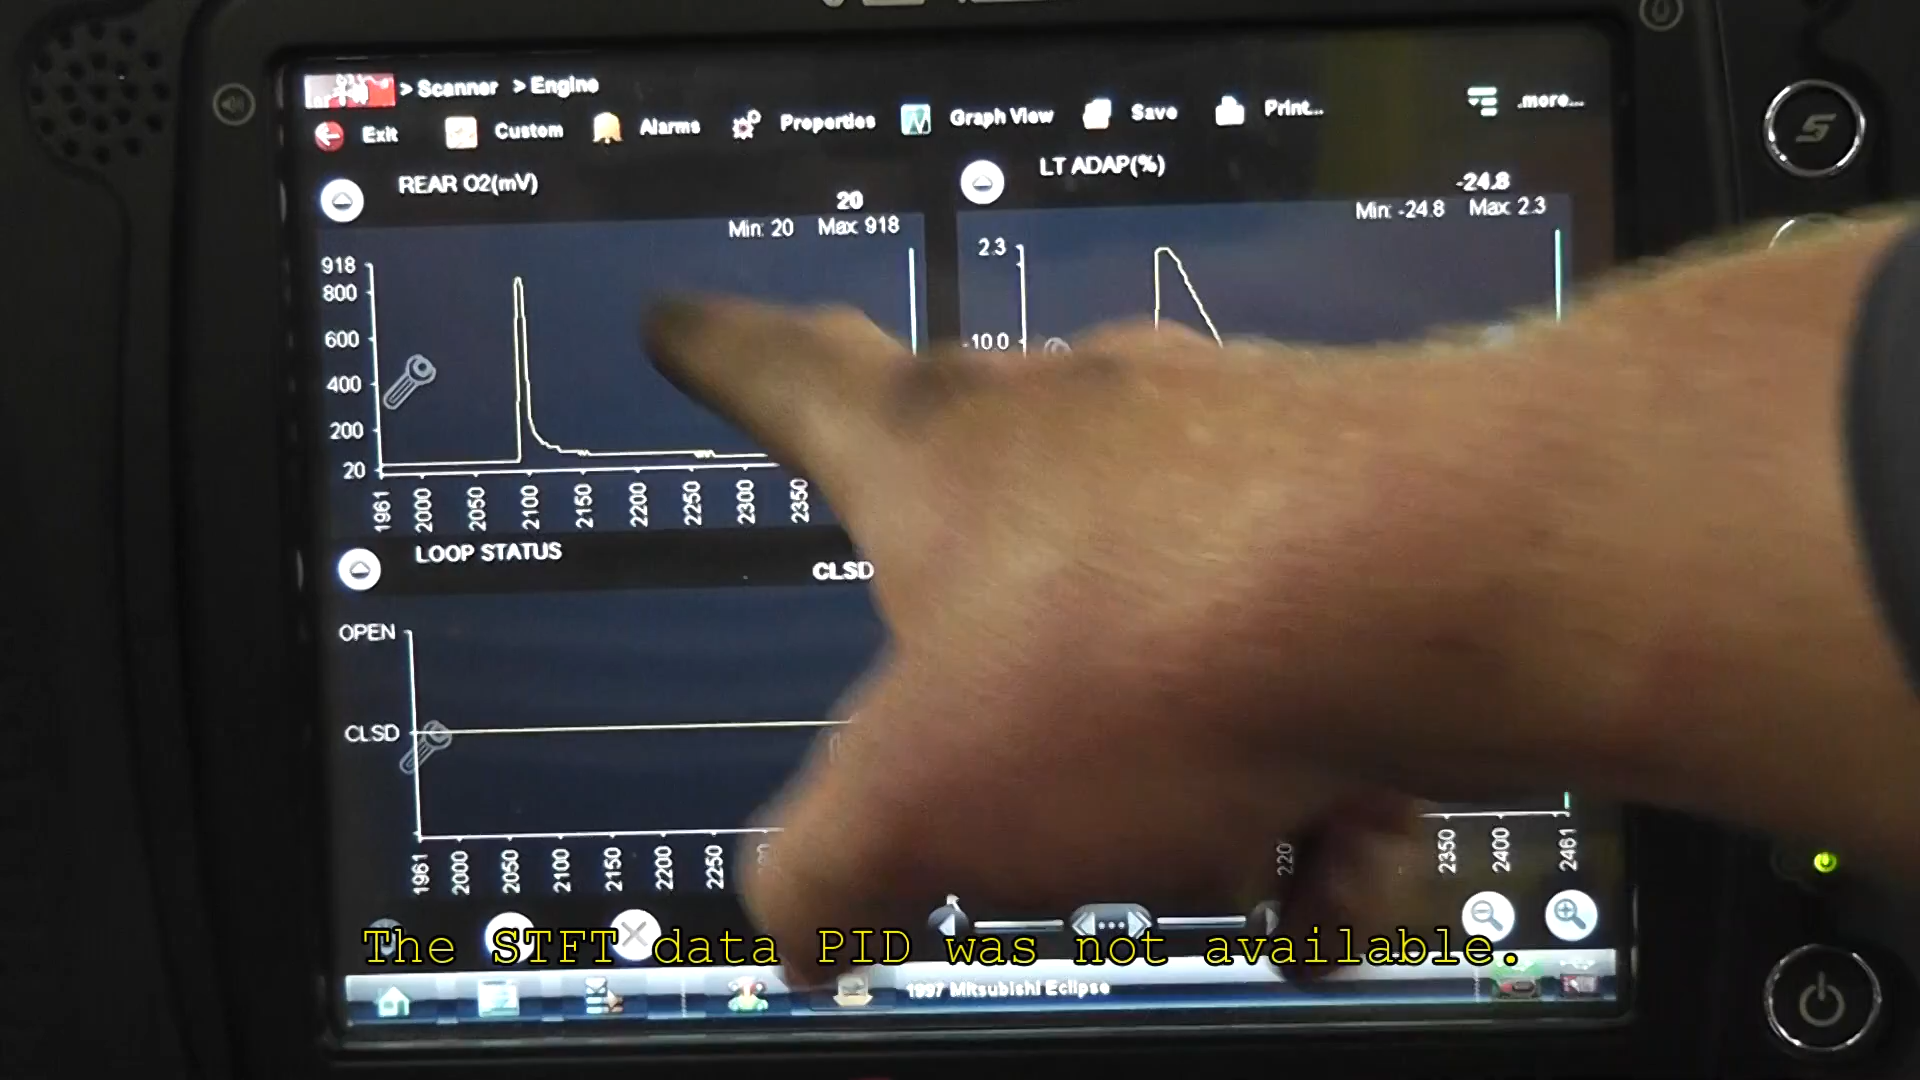 > Scanner > Engine
Exit Custom Alarms Properties Graph View Save Print... .more...
REAR O2(mV)
20
Min: 20 Max 918
918
800
600
400
200
20
1961 2000 2050 2100 2150 2200 2250 2300 2350
LT ADAP(%)
-24.8
Min: -24.8 Max 2.3
2.3
-10.0
LOOP STATUS
CLSD
OPEN
CLSD
1961 2000 2050 2100 2150 2200 2250
2350 2400 2461
The STFT data PID was not available.
1997 Mitsubishi Eclipse